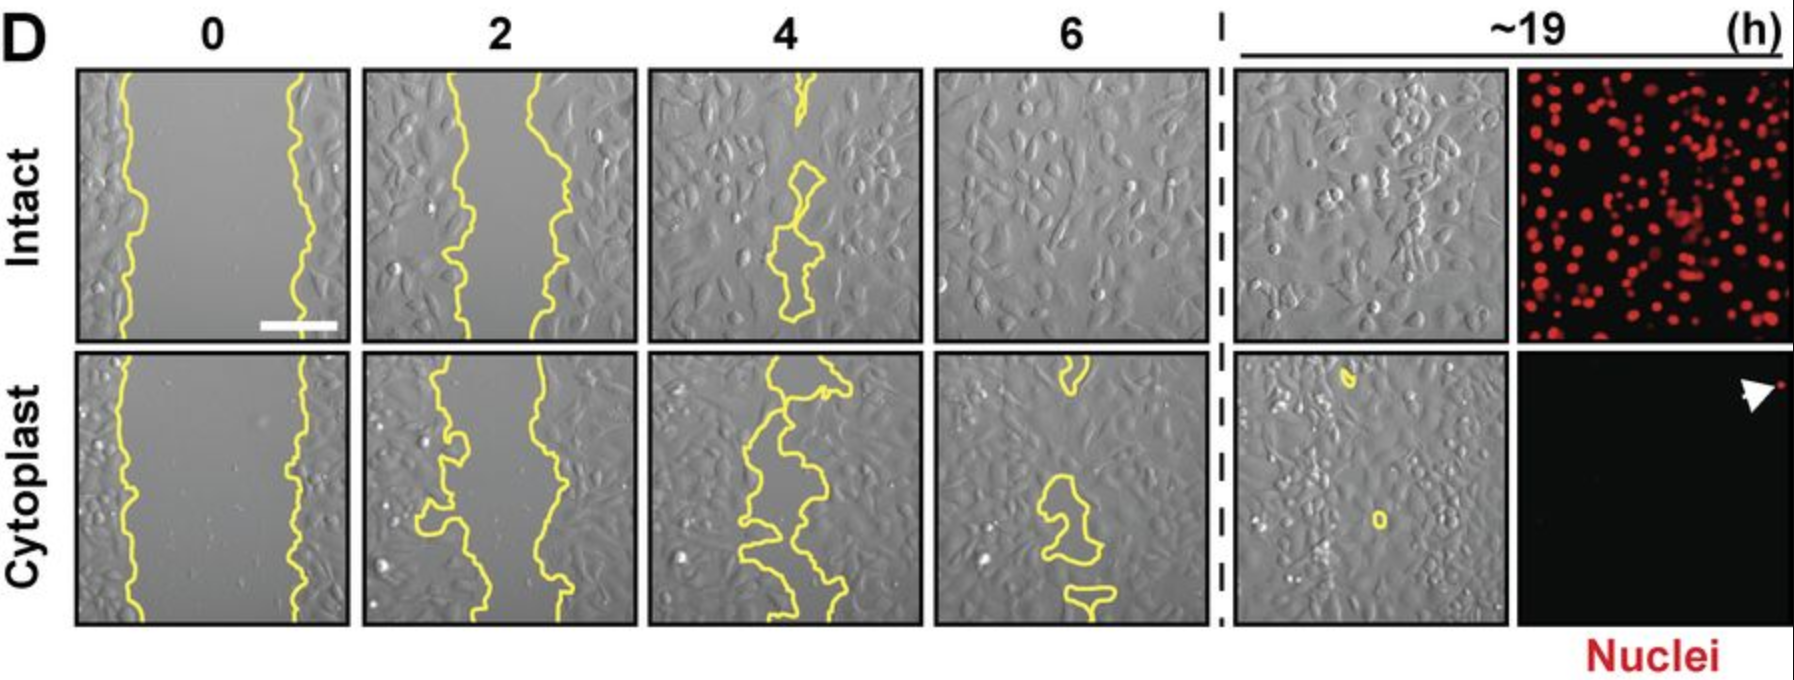 D 0 2 4 6 ~19 (h)
Intact
Cytoplast
Nuclei